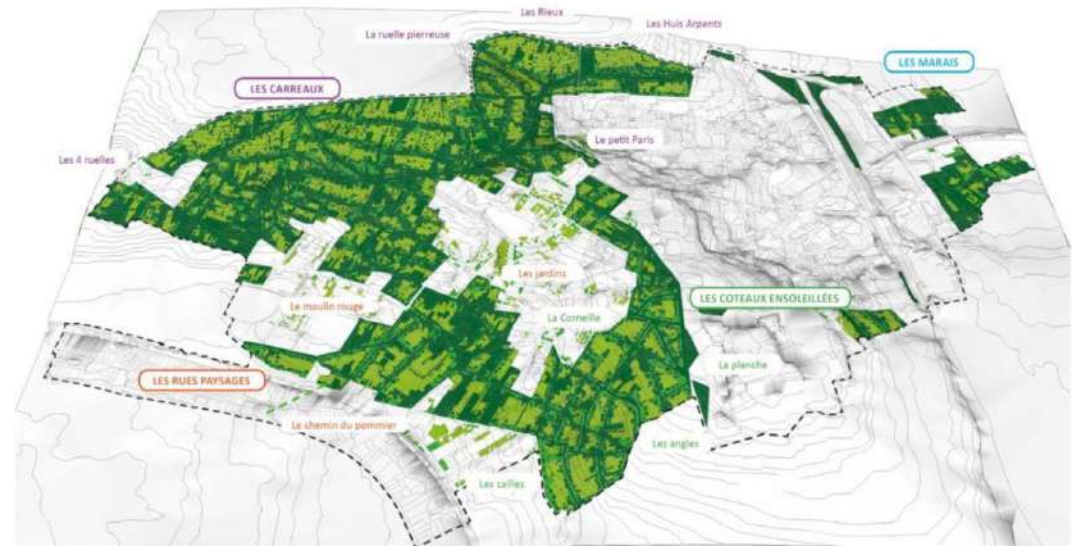 Les Rieux
Les Huis Arpents
La ruelle pierreuse
LES MARAIS
LES CARREAUX
Le petit Paris
Les 4 ruelles
Les jardins
LES COTEAUX ENSOLEILLÉES
Le moulin rouge
La Corneille
La planche
LES RUES PAYSAGES
Le chemin du pommier
Les angles
Les cailles